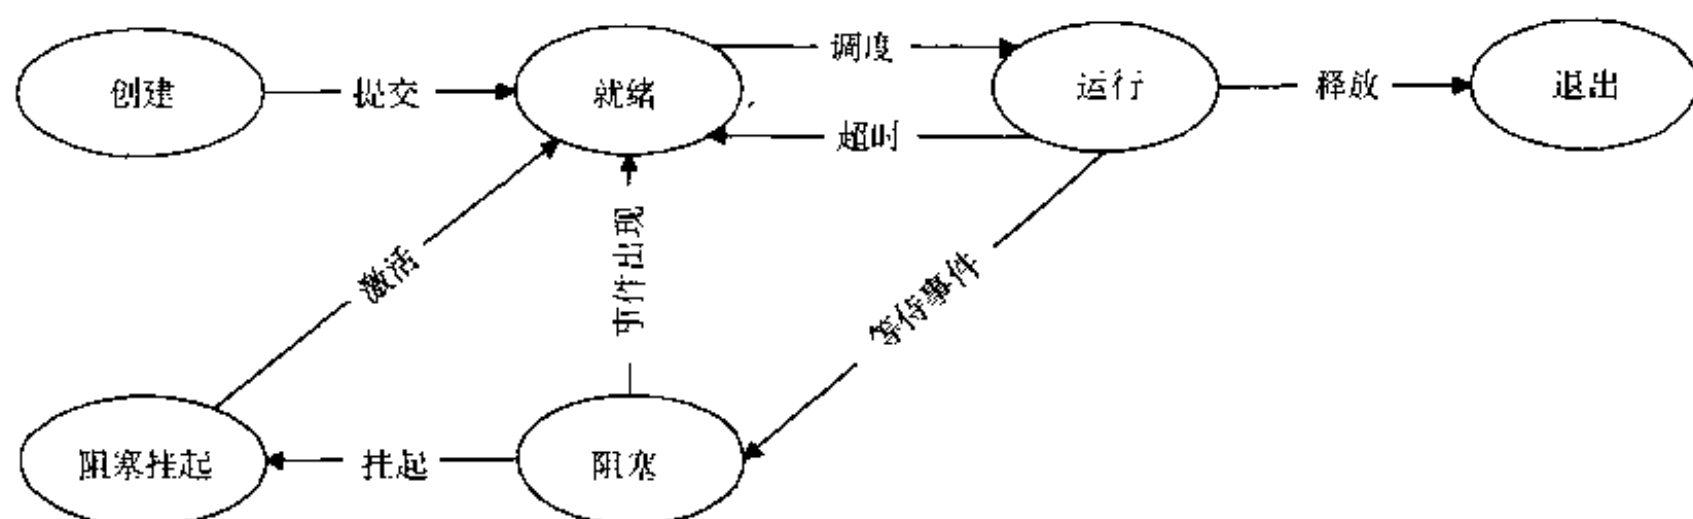 创建
提交
就绪
调度
运行
释放
退出
超时
激活
事件出现
等待事件
阻塞挂起
挂起
阻塞